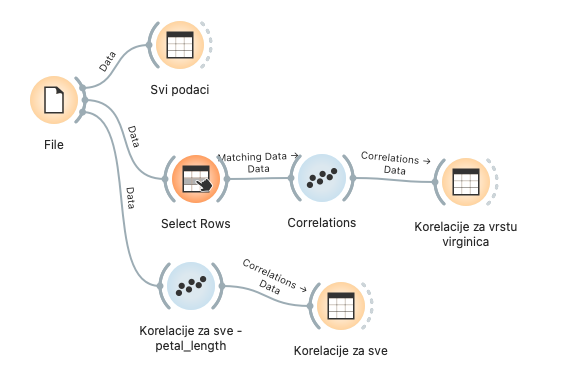 Data
Svi podaci
File
Data
Matching Data →
Data
Correlations →
Data
Select Rows
Correlations
Korelacije za vrstu
virginica
Data
Correlations →
Data
Korelacije za sve -
petal_length
Korelacije za sve